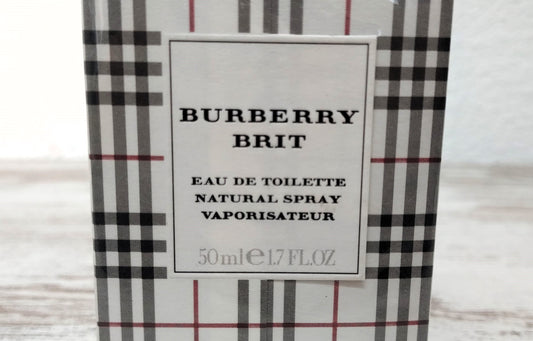 BURBERRY
BRIT
EAU DE TOILETTE
NATURAL SPRAY
VAPORISATEUR
50ml℮1.7 FL.OZ